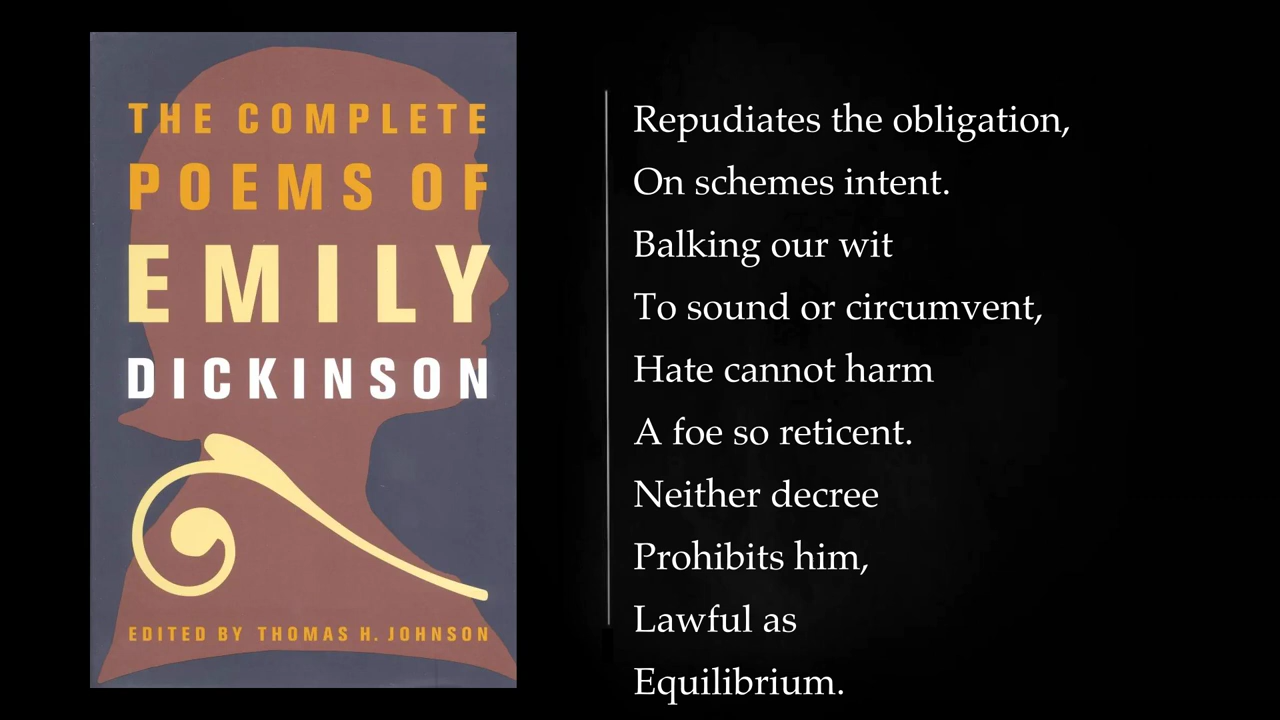 THE COMPLETE
POEMS OF
EMILY
DICKINSON
EDITED BY THOMAS H. JOHNSON
Repudiates the obligation,
On schemes intent.
Balking our wit
To sound or circumvent,
Hate cannot harm
A foe so reticent.
Neither decree
Prohibits him,
Lawful as
Equilibrium.